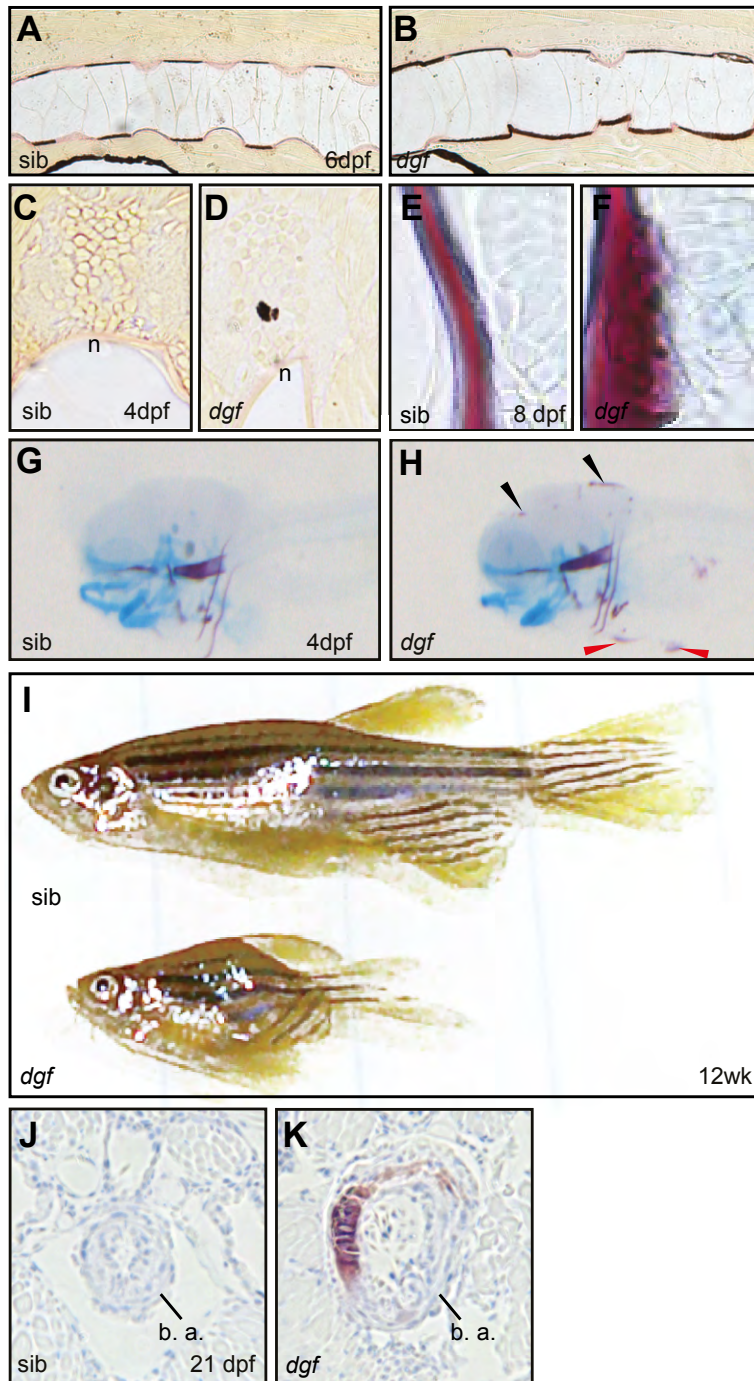 A
B
sib 6dpf
dgf
C
D
E
F
n
n
sib 4dpf
dgf
sib 8 dpf
dgf
G
H
sib 4dpf
dgf
I
sib
dgf 12wk
J
K
b. a.
b. a.
sib 21 dpf
dgf